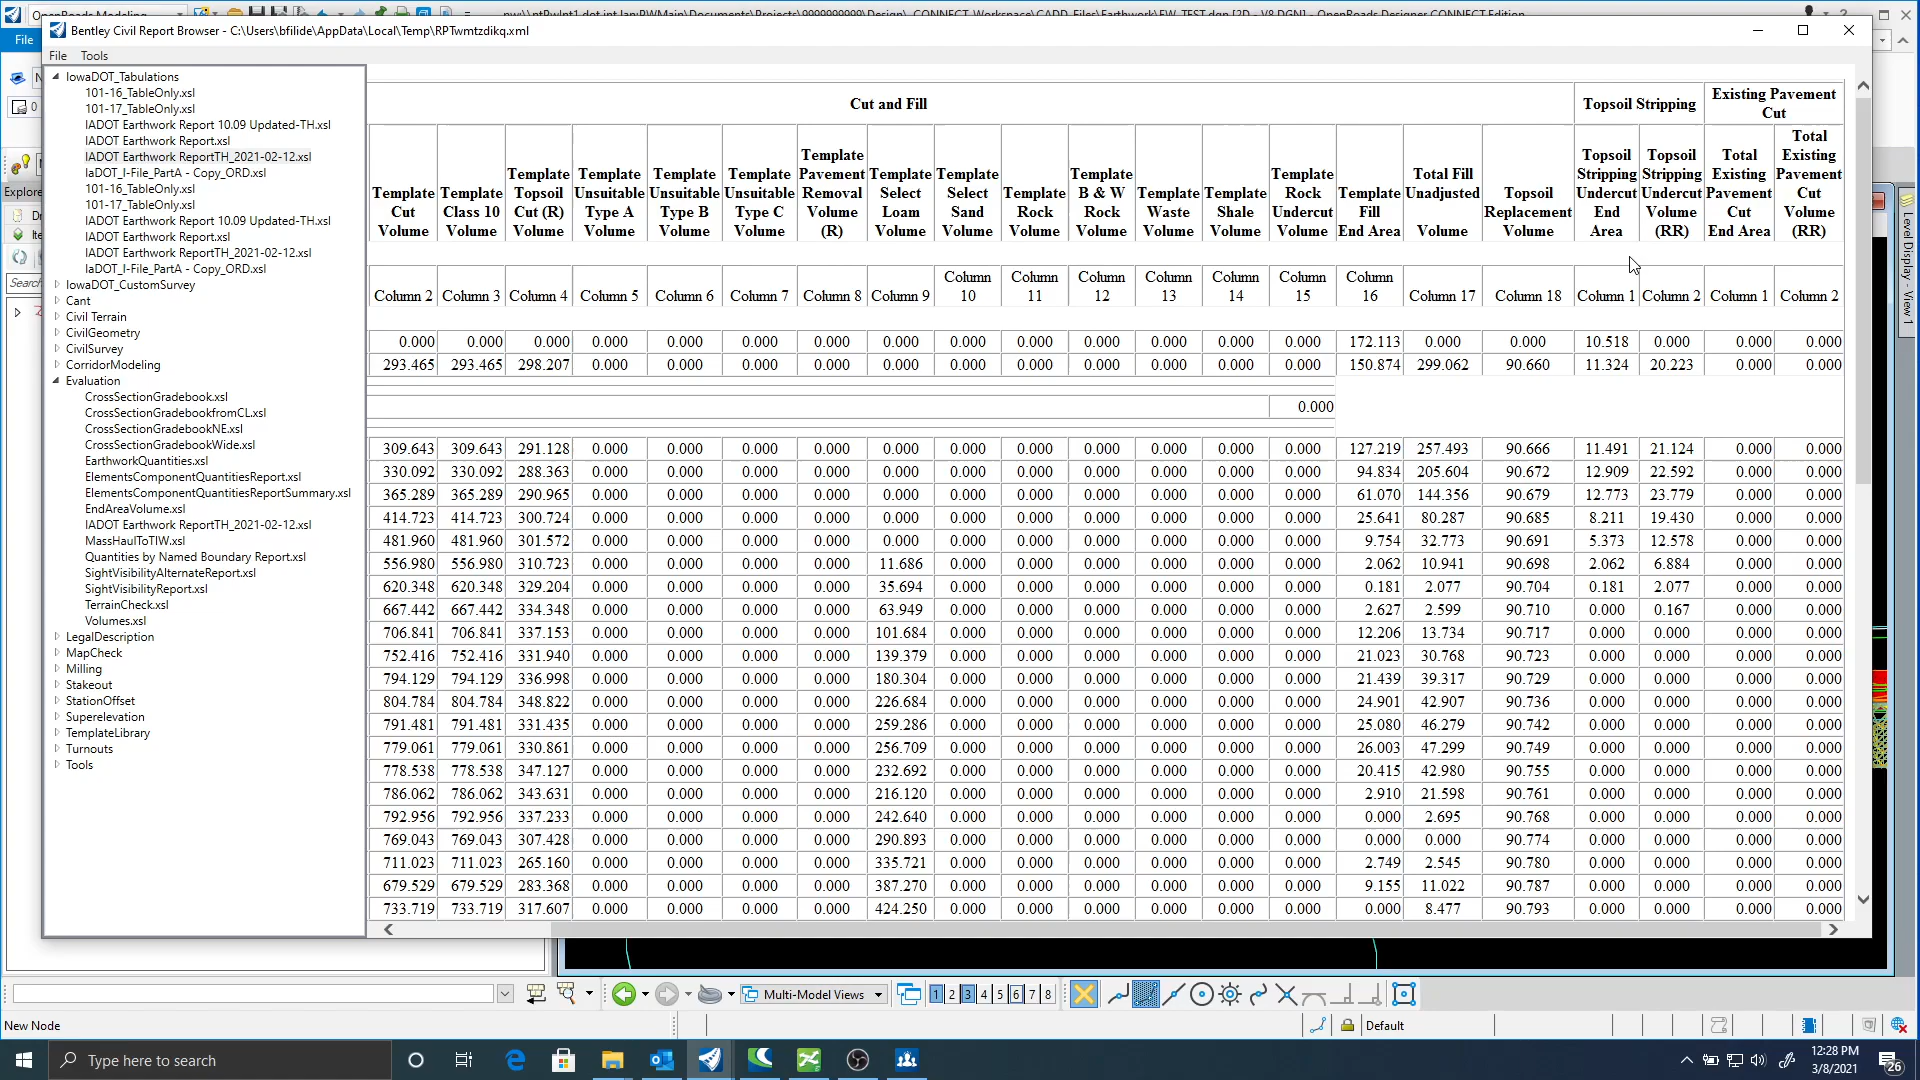 OpenRoads Modeling
File
Bentley Civil Report Browser - C:\Users\bfilide\AppData\Local\Temp\RPTwmtzdikq.xml
File Tools
IowaDOT_Tabulations
101-16_TableOnly.xsl
101-17_TableOnly.xsl
IADOT Earthwork Report 10.09 Updated-TH.xsl
IADOT Earthwork Report.xsl
IADOT Earthwork ReportTH_2021-02-12.xsl
IaDOT_I-File_PartA - Copy_ORD.xsl
101-16_TableOnly.xsl
101-17_TableOnly.xsl
IADOT Earthwork Report 10.09 Updated-TH.xsl
IADOT Earthwork Report.xsl
IADOT Earthwork ReportTH_2021-02-12.xsl
IaDOT_I-File_PartA - Copy_ORD.xsl
IowaDOT_CustomSurvey
Cant
Civil Terrain
CivilGeometry
CivilSurvey
CorridorModeling
Evaluation
CrossSectionGradebook.xsl
CrossSectionGradebookfromCL.xsl
CrossSectionGradebookNE.xsl
CrossSectionGradebookWide.xsl
EarthworkQuantities.xsl
ElementsComponentQuantitiesReport.xsl
ElementsComponentQuantitiesReportSummary.xsl
EndAreaVolume.xsl
IADOT Earthwork ReportTH_2021-02-12.xsl
MassHaulToTIW.xsl
Quantities by Named Boundary Report.xsl
SightVisibilityAlternateReport.xsl
SightVisibilityReport.xsl
TerrainCheck.xsl
Volumes.xsl
LegalDescription
MapCheck
Milling
Stakeout
StationOffset
Superelevation
TemplateLibrary
Turnouts
Tools
Cut and Fill Topsoil Stripping Existing Pavement Cut
Template Cut Volume Template Class 10 Volume Template Topsoil Cut (R) Volume Template Unsuitable Type A Volume Template Unsuitable Type B Volume Template Unsuitable Type C Volume Template Pavement Removal Volume (R) Template Select Loam Volume Template Select Sand Volume Template Rock Volume Template B & W Rock Volume Template Waste Volume Template Shale Volume Template Rock Undercut Volume Template Fill End Area Total Fill Unadjusted Volume Topsoil Replacement Volume Topsoil Stripping Undercut End Area Topsoil Stripping Undercut Volume (RR) Total Existing Pavement Cut End Area Total Existing Pavement Cut Volume (RR)
Column 2 Column 3 Column 4 Column 5 Column 6 Column 7 Column 8 Column 9 Column 10 Column 11 Column 12 Column 13 Column 14 Column 15 Column 16 Column 17 Column 18 Column 1 Column 2 Column 1 Column 2
0.000 0.000 0.000 0.000 0.000 0.000 0.000 0.000 0.000 0.000 0.000 0.000 0.000 0.000 172.113 0.000 0.000 10.518 0.000 0.000 0.000
293.465 293.465 298.207 0.000 0.000 0.000 0.000 0.000 0.000 0.000 0.000 0.000 0.000 0.000 150.874 299.062 90.660 11.324 20.223 0.000 0.000
0.000
309.643 309.643 291.128 0.000 0.000 0.000 0.000 0.000 0.000 0.000 0.000 0.000 0.000 0.000 127.219 257.493 90.666 11.491 21.124 0.000 0.000
330.092 330.092 288.363 0.000 0.000 0.000 0.000 0.000 0.000 0.000 0.000 0.000 0.000 0.000 94.834 205.604 90.672 12.909 22.592 0.000 0.000
365.289 365.289 290.965 0.000 0.000 0.000 0.000 0.000 0.000 0.000 0.000 0.000 0.000 0.000 61.070 144.356 90.679 12.773 23.779 0.000 0.000
414.723 414.723 300.724 0.000 0.000 0.000 0.000 0.000 0.000 0.000 0.000 0.000 0.000 0.000 25.641 80.287 90.685 8.211 19.430 0.000 0.000
481.960 481.960 301.572 0.000 0.000 0.000 0.000 0.000 0.000 0.000 0.000 0.000 0.000 0.000 9.754 32.773 90.691 5.373 12.578 0.000 0.000
556.980 556.980 310.723 0.000 0.000 0.000 0.000 11.686 0.000 0.000 0.000 0.000 0.000 0.000 2.062 10.941 90.698 2.062 6.884 0.000 0.000
620.348 620.348 329.204 0.000 0.000 0.000 0.000 35.694 0.000 0.000 0.000 0.000 0.000 0.000 0.181 2.077 90.704 0.181 2.077 0.000 0.000
667.442 667.442 334.348 0.000 0.000 0.000 0.000 63.949 0.000 0.000 0.000 0.000 0.000 0.000 2.627 2.599 90.710 0.000 0.167 0.000 0.000
706.841 706.841 337.153 0.000 0.000 0.000 0.000 101.684 0.000 0.000 0.000 0.000 0.000 0.000 12.206 13.734 90.717 0.000 0.000 0.000 0.000
752.416 752.416 331.940 0.000 0.000 0.000 0.000 139.379 0.000 0.000 0.000 0.000 0.000 0.000 21.023 30.768 90.723 0.000 0.000 0.000 0.000
794.129 794.129 336.998 0.000 0.000 0.000 0.000 180.304 0.000 0.000 0.000 0.000 0.000 0.000 21.439 39.317 90.729 0.000 0.000 0.000 0.000
804.784 804.784 348.822 0.000 0.000 0.000 0.000 226.684 0.000 0.000 0.000 0.000 0.000 0.000 24.901 42.907 90.736 0.000 0.000 0.000 0.000
791.481 791.481 331.435 0.000 0.000 0.000 0.000 259.286 0.000 0.000 0.000 0.000 0.000 0.000 25.080 46.279 90.742 0.000 0.000 0.000 0.000
779.061 779.061 330.861 0.000 0.000 0.000 0.000 256.709 0.000 0.000 0.000 0.000 0.000 0.000 26.003 47.299 90.749 0.000 0.000 0.000 0.000
778.538 778.538 347.127 0.000 0.000 0.000 0.000 232.692 0.000 0.000 0.000 0.000 0.000 0.000 20.415 42.980 90.755 0.000 0.000 0.000 0.000
786.062 786.062 343.631 0.000 0.000 0.000 0.000 216.120 0.000 0.000 0.000 0.000 0.000 0.000 2.910 21.598 90.761 0.000 0.000 0.000 0.000
792.956 792.956 337.233 0.000 0.000 0.000 0.000 242.640 0.000 0.000 0.000 0.000 0.000 0.000 0.000 2.695 90.768 0.000 0.000 0.000 0.000
769.043 769.043 307.428 0.000 0.000 0.000 0.000 290.893 0.000 0.000 0.000 0.000 0.000 0.000 0.000 0.000 90.774 0.000 0.000 0.000 0.000
711.023 711.023 265.160 0.000 0.000 0.000 0.000 335.721 0.000 0.000 0.000 0.000 0.000 0.000 2.749 2.545 90.780 0.000 0.000 0.000 0.000
679.529 679.529 283.368 0.000 0.000 0.000 0.000 387.270 0.000 0.000 0.000 0.000 0.000 0.000 9.155 11.022 90.787 0.000 0.000 0.000 0.000
733.719 733.719 317.607 0.000 0.000 0.000 0.000 424.250 0.000 0.000 0.000 0.000 0.000 0.000 0.000 8.477 90.793 0.000 0.000 0.000 0.000
Level Display - View 1
Multi-Model Views 1 2 3 4 5 6 7 8
New Node Default
Type here to search
12:28 PM
3/8/2021
26